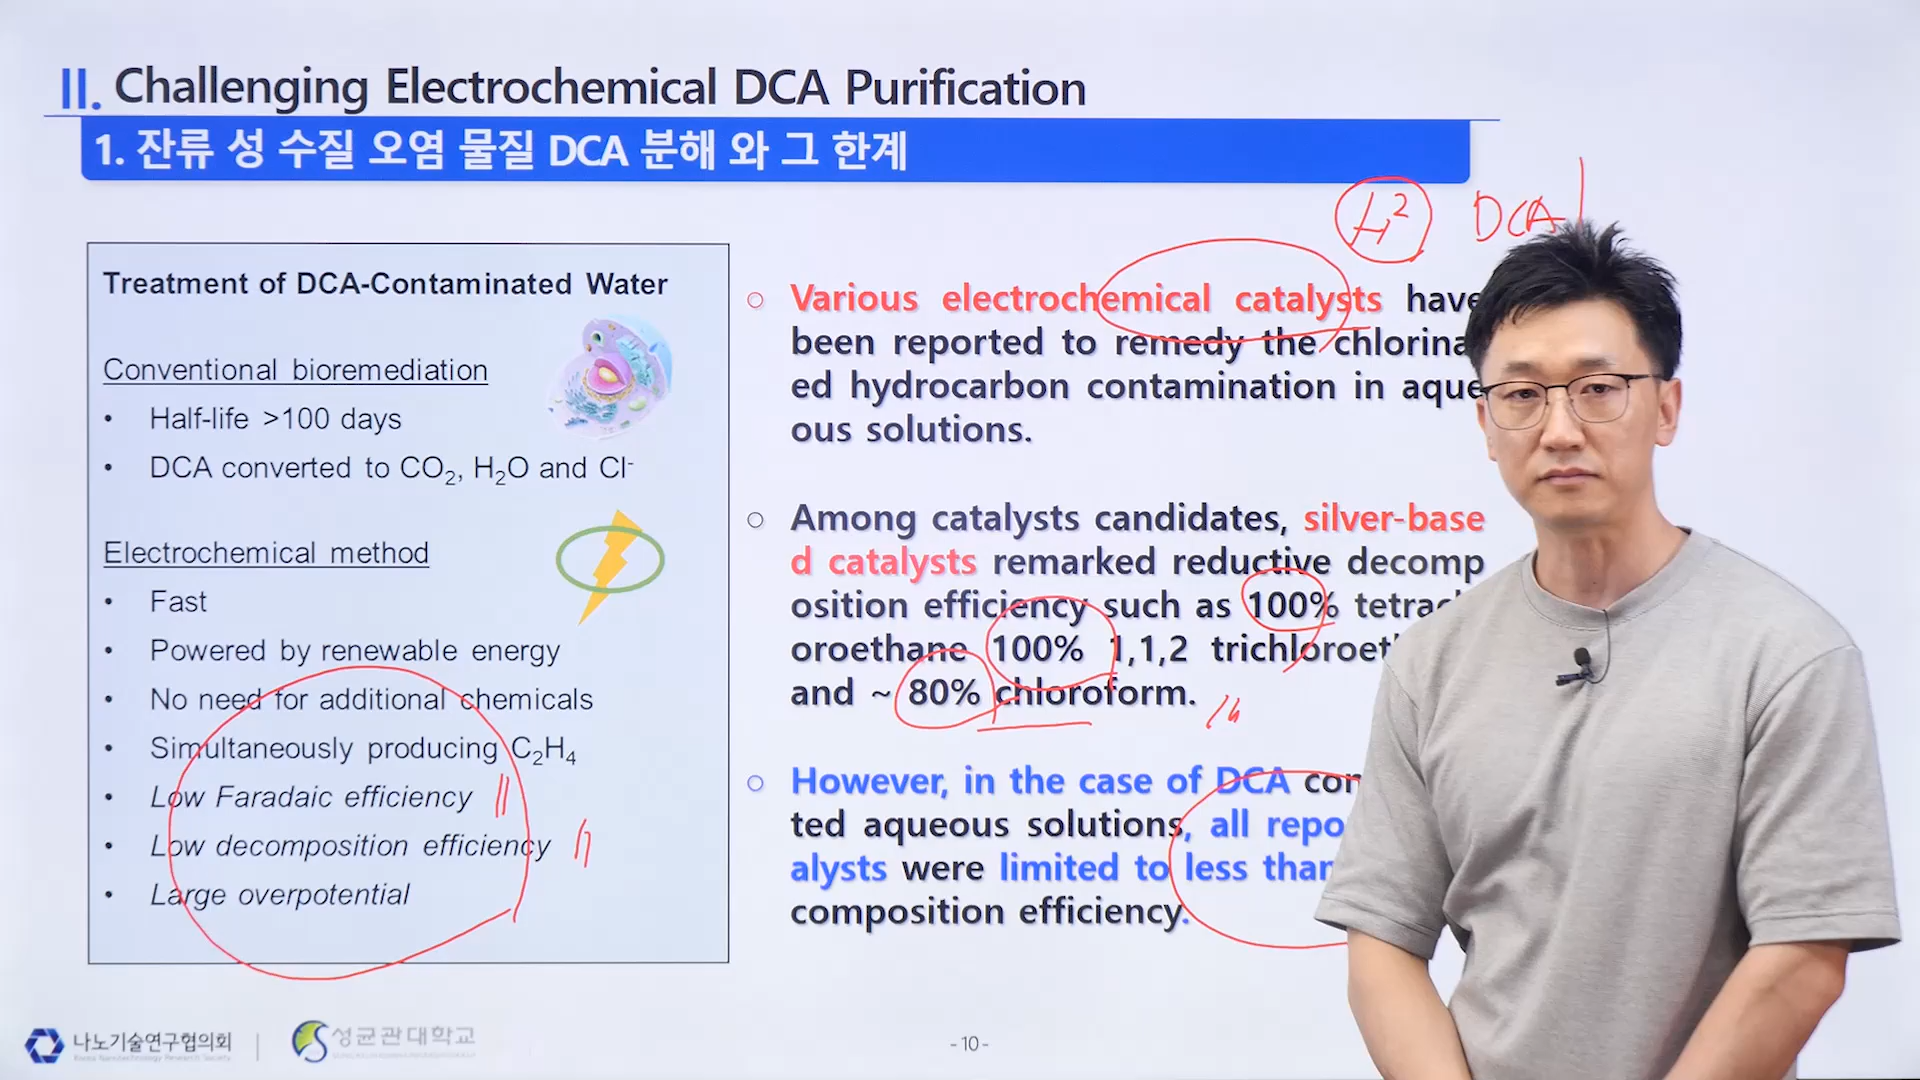 II. Challenging Electrochemical DCA Purification
1. 잔류 성 수질 오염 물질 DCA 분해 와 그 한계
H2 DCA
Treatment of DCA-Contaminated Water
Conventional bioremediation
• Half-life >100 days
• DCA converted to CO2, H2O and Cl-
Electrochemical method
• Fast
• Powered by renewable energy
• No need for additional chemicals
• Simultaneously producing C2H4
• Low Faradaic efficiency
• Low decomposition efficiency
• Large overpotential
Various electrochemical catalysts have
been reported to remedy the chlorina
ed hydrocarbon contamination in aque
ous solutions.
Among catalysts candidates, silver-base
d catalysts remarked reductive decomp
osition efficiency such as 100% tetrach
oroethane 100% 1,1,2 trichloroet
and ~ 80% chloroform.
However, in the case of DCA con
ted aqueous solutions, all repo
alysts were limited to less than
composition efficiency.
나노기술연구협의회
성균관대학교
-10-